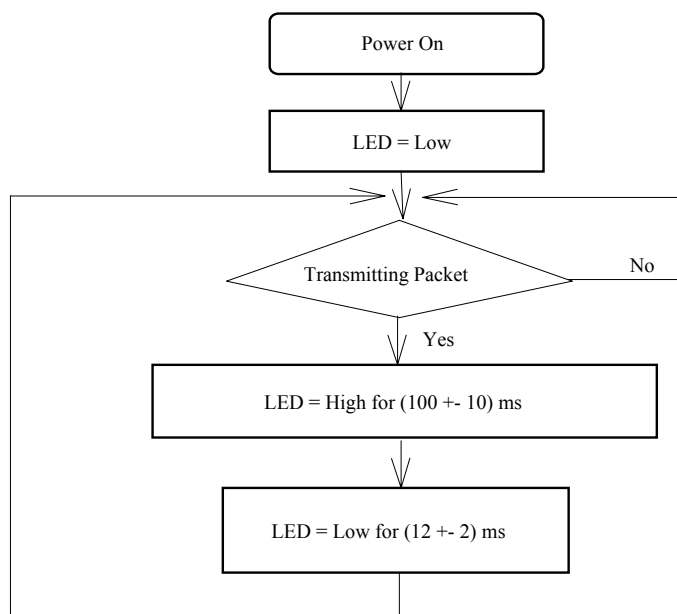 Power On
LED = Low
Transmitting Packet
No
Yes
LED = High for (100 +- 10) ms
LED = Low for (12 +- 2) ms